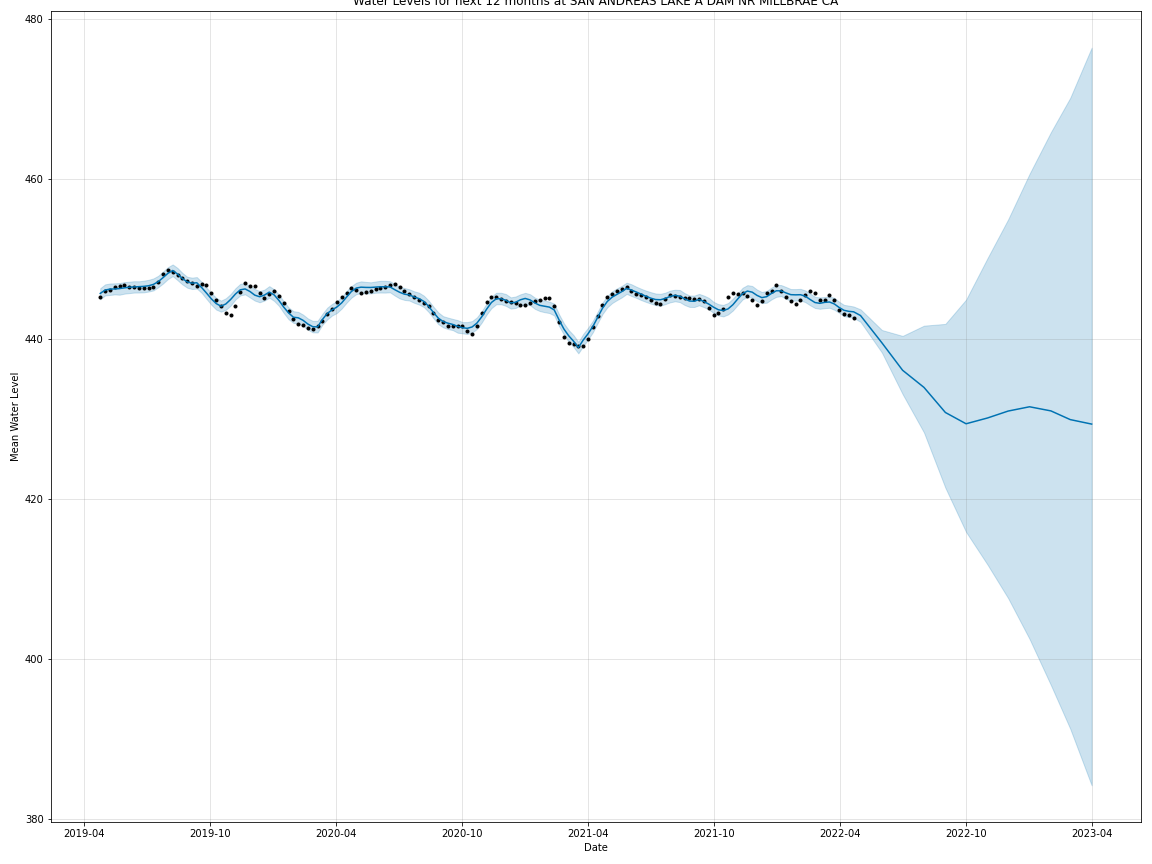 Water Levels for next 12 months at SAN ANDREAS LAKE A DAM NR MILLBRAE CA
480
460
440
420
400
380
Mean Water Level
2019-04 2019-10 2020-04 2020-10 2021-04 2021-10 2022-04 2022-10 2023-04
Date